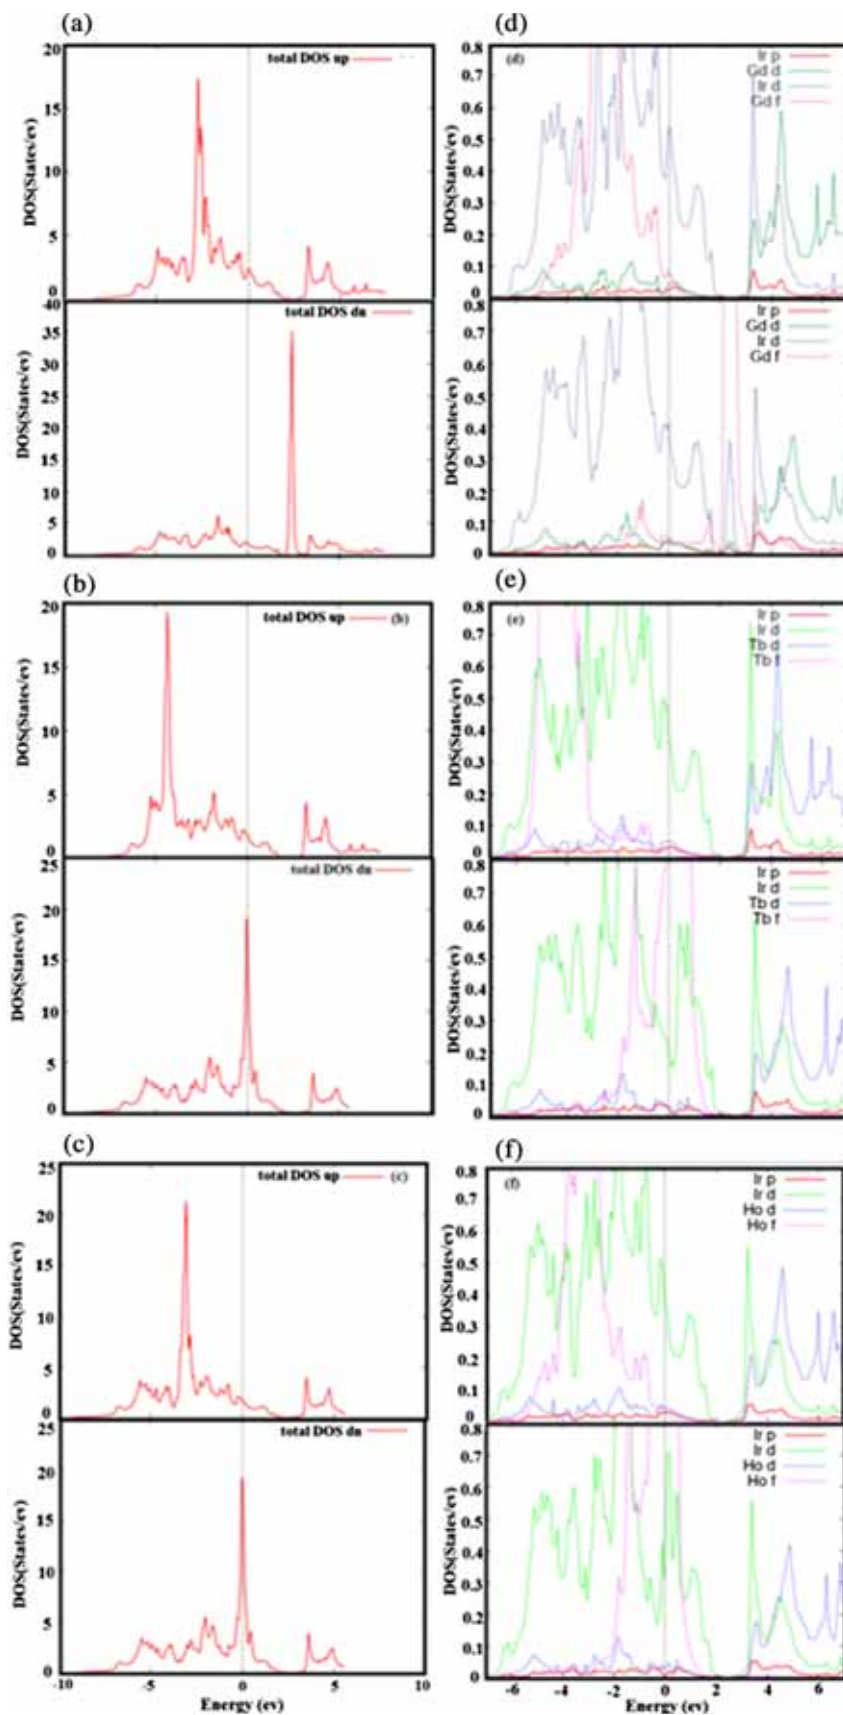 (a)
total DOS up
20
15
10
5
0
DOS(States/ev)
total DOS dn
40
35
30
25
20
15
10
5
0
DOS(States/ev)
-10
-5
0
5
10
(d)
(d)
Ir p
Gd d
Ir d
Gd f
0.8
0.7
0.6
0.5
0.4
0.3
0.2
0.1
0
DOS(States/ev)
Ir p
Gd d
Ir d
Gd f
0.8
0.7
0.6
0.5
0.4
0.3
0.2
0.1
0
DOS(States/ev)
(b)
total DOS up
(b)
20
15
10
5
0
DOS(States/ev)
total DOS dn
25
20
15
10
5
0
DOS(States/ev)
(e)
(e)
Ir p
Ir d
Tb d
Tb f
0.8
0.7
0.6
0.5
0.4
0.3
0.2
0.1
0
DOS(States/ev)
Ir p
Ir d
Tb d
Tb f
0.8
0.7
0.6
0.5
0.4
0.3
0.2
0.1
0
DOS(States/ev)
(c)
total DOS up
(c)
25
20
15
10
5
0
DOS(States/ev)
total DOS dn
25
20
15
10
5
0
DOS(States/ev)
-10
-5
0
5
10
Energy (ev)
(f)
(f)
Ir p
Ir d
Ho d
Ho f
0.8
0.7
0.6
0.5
0.4
0.3
0.2
0.1
0
DOS(States/ev)
Ir p
Ir d
Ho d
Ho f
0.8
0.7
0.6
0.5
0.4
0.3
0.2
0.1
0
DOS(States/ev)
-6
-4
-2
0
2
4
6
Energy (ev)